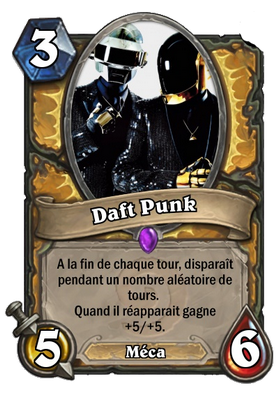 3
Daft Punk
A la fin de chaque tour, disparaît
pendant un nombre aléatoire de
tours.
Quand il réapparait gagne
+5/+5.
5
Méca
6